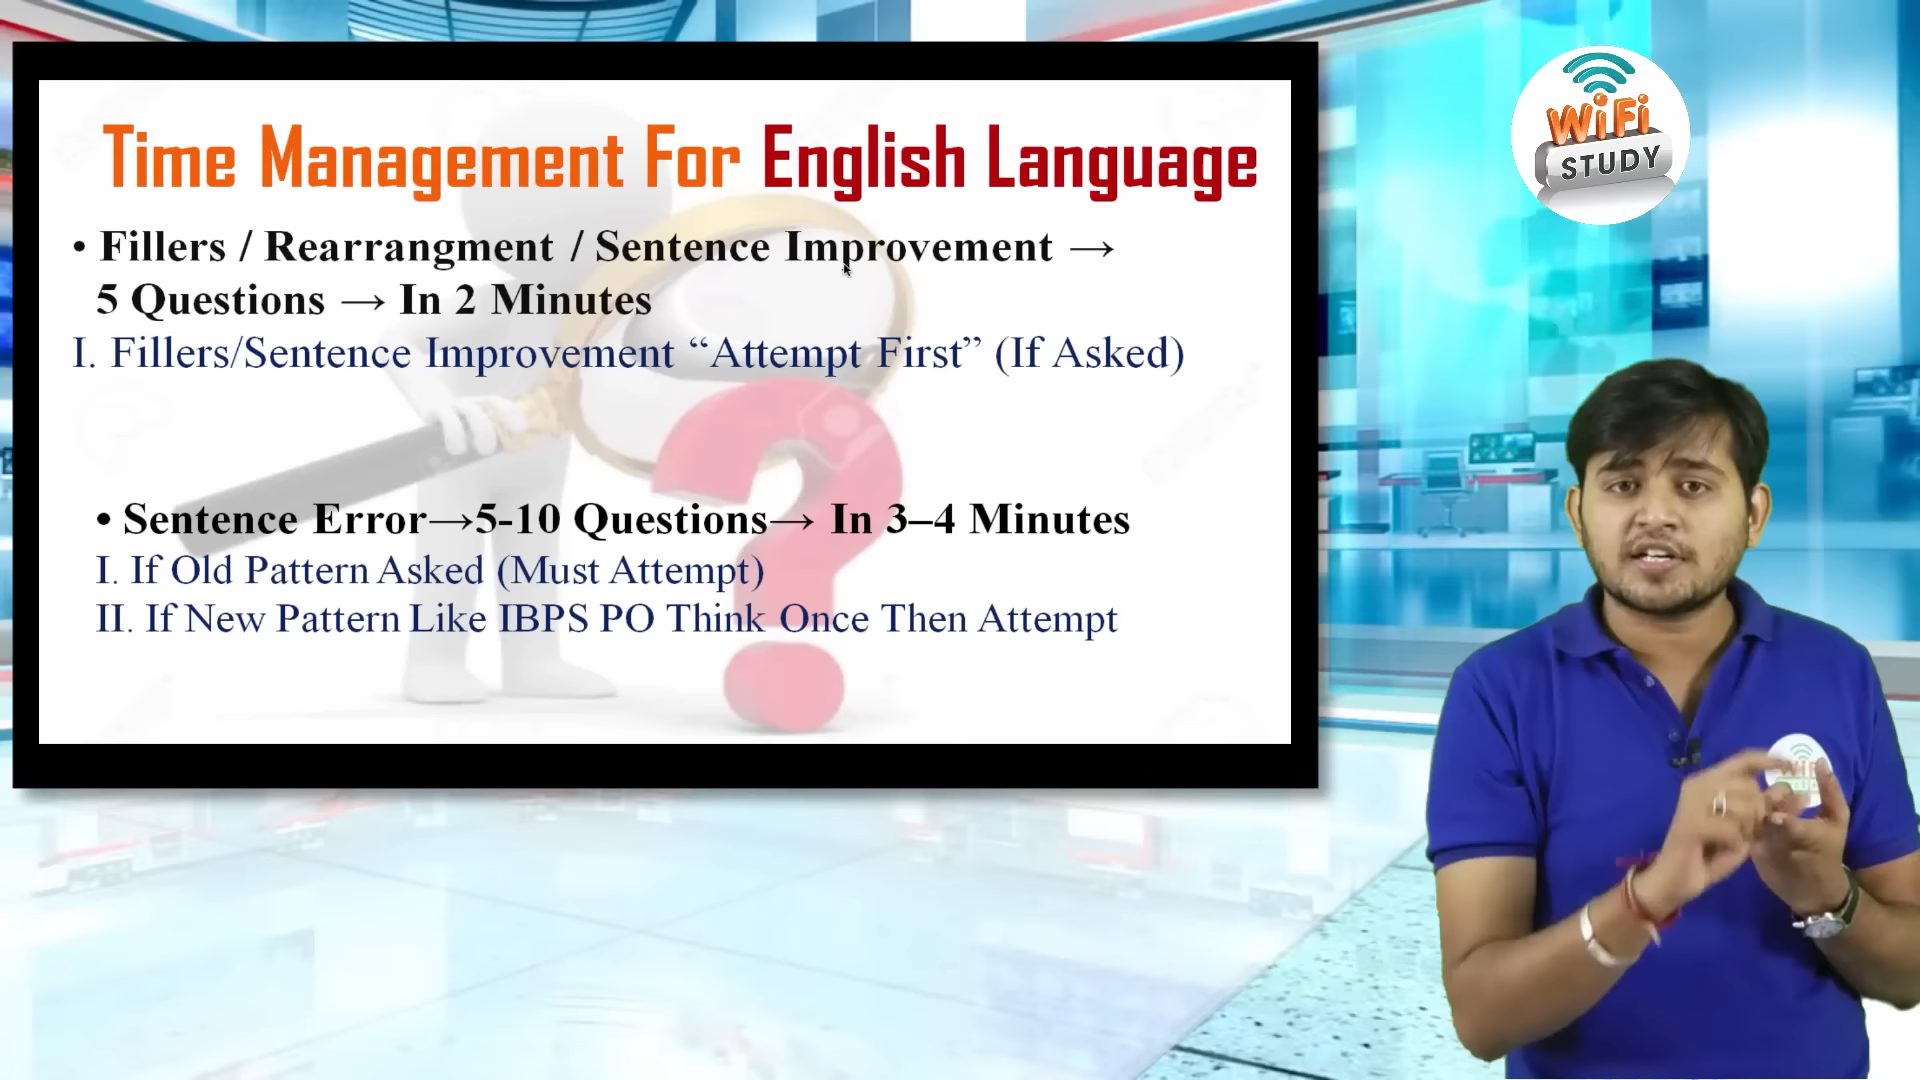 Time Management For English Language
• Fillers / Rearrangment / Sentence Improvement →
5 Questions → In 2 Minutes
I. Fillers/Sentence Improvement “Attempt First” (If Asked)
• Sentence Error→5-10 Questions→ In 3–4 Minutes
I. If Old Pattern Asked (Must Attempt)
II. If New Pattern Like IBPS PO Think Once Then Attempt
WiFi
STUDY